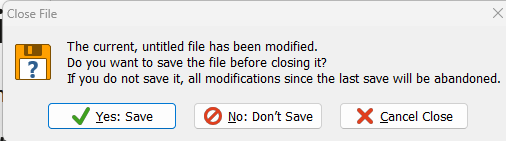 Close File
The current, untitled file has been modified.
Do you want to save the file before closing it?
If you do not save it, all modifications since the last save will be abandoned.
?
Yes: Save
No: Don't Save
Cancel Close